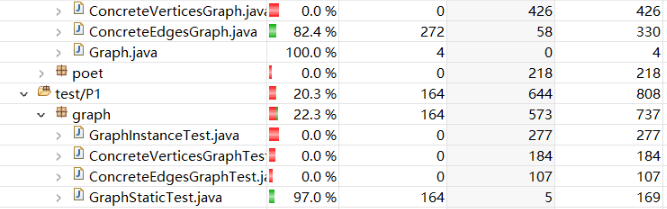 ConcreteVerticesGraph.java 0.0 % 0 426 426
ConcreteEdgesGraph.java 82.4 % 272 58 330
Graph.java 100.0 % 4 0 4
poet 0.0 % 0 218 218
test/P1 20.3 % 164 644 808
graph 22.3 % 164 573 737
GraphInstanceTest.java 0.0 % 0 277 277
ConcreteVerticesGraphTest 0.0 % 0 184 184
ConcreteEdgesGraphTest.ja 0.0 % 0 107 107
GraphStaticTest.java 97.0 % 164 5 169